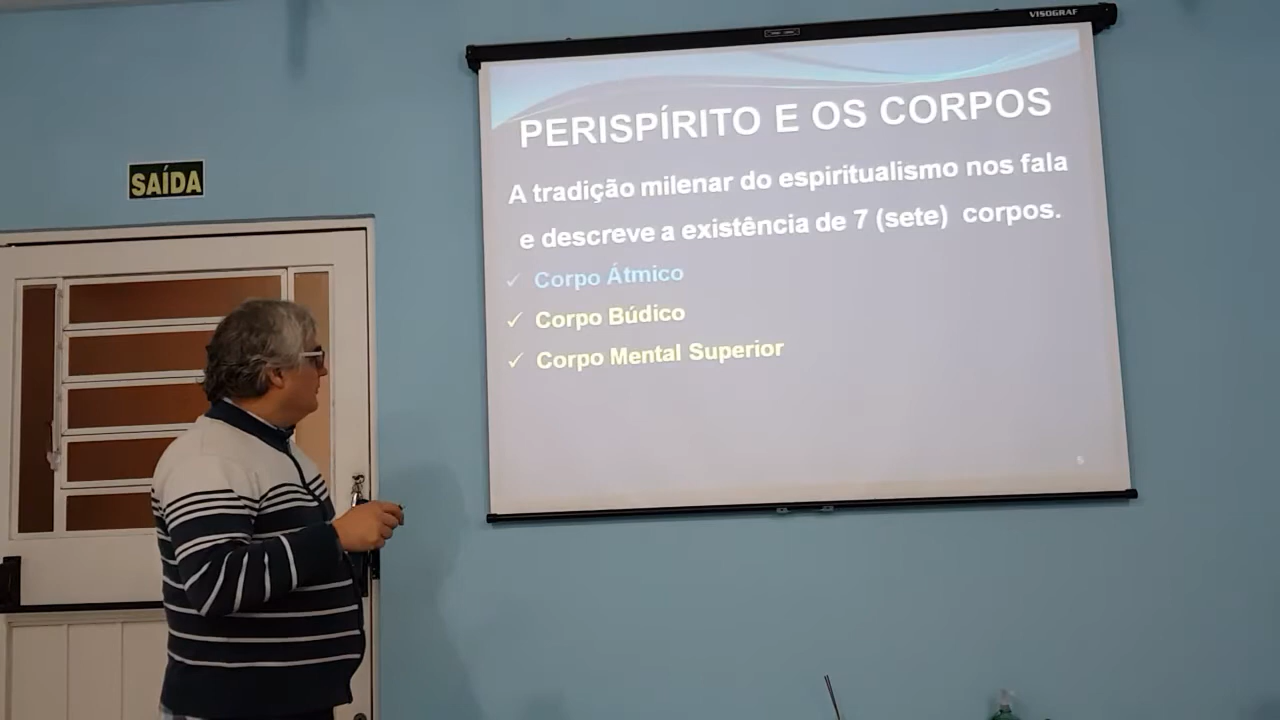 VISOGRAF
PERISPÍRITO E OS CORPOS
A tradição milenar do espiritualismo nos fala
e descreve a existência de 7 (sete) corpos.
✓ Corpo Átmico
✓ Corpo Búdico
✓ Corpo Mental Superior
SAÍDA